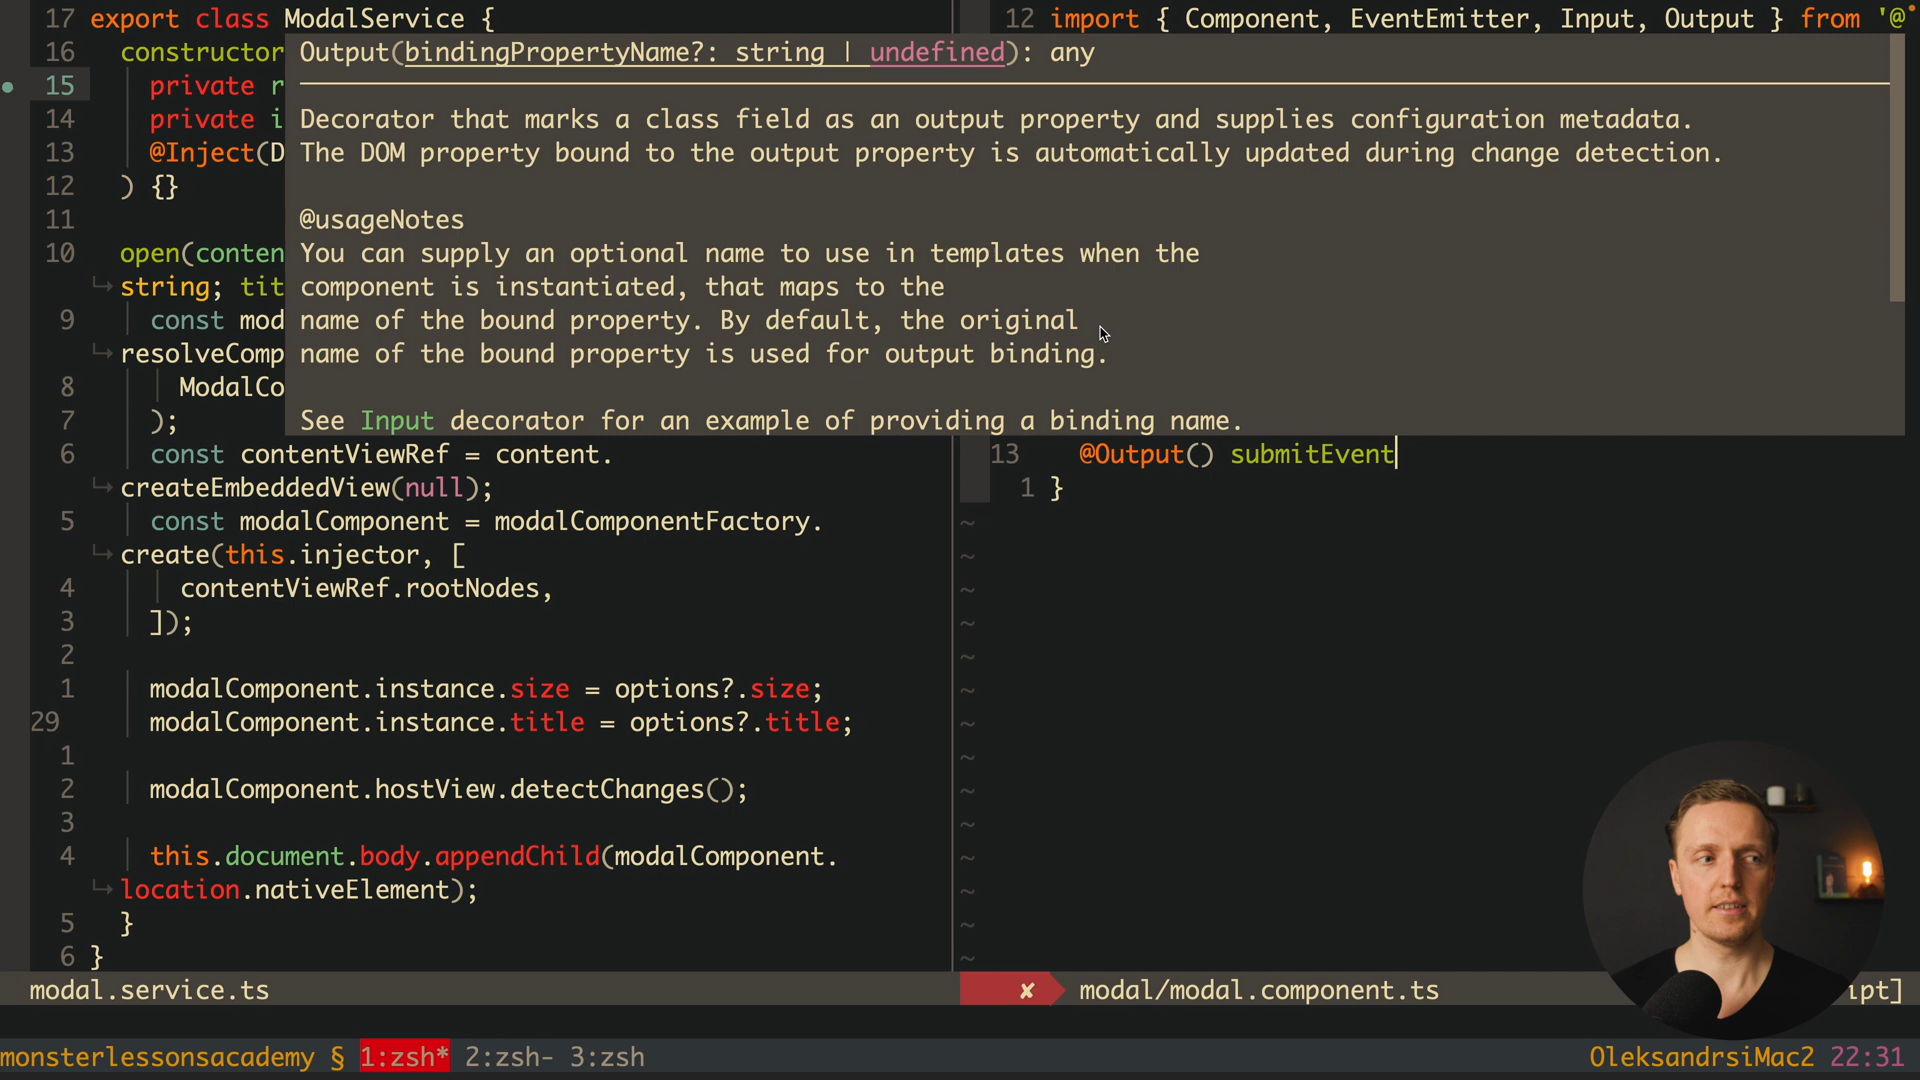 17 export class ModalService {
16 constructor
15 private r
14 private i
13 @Inject(D
12 ) {}
11
10 open(conten
string; tit
9 const mod
resolveComp
8 ModalCo
7 );
6 const contentViewRef = content.
createEmbeddedView(null);
5 const modalComponent = modalComponentFactory.
create(this.injector, [
4 contentViewRef.rootNodes,
3 ]);
2
1 modalComponent.instance.size = options?.size;
29 modalComponent.instance.title = options?.title;
1
2 modalComponent.hostView.detectChanges();
3
4 this.document.body.appendChild(modalComponent.
location.nativeElement);
5 }
6 }
modal.service.ts
12 import { Component, EventEmitter, Input, Output } from '@
Output(bindingPropertyName?: string | undefined): any
Decorator that marks a class field as an output property and supplies configuration metadata.
The DOM property bound to the output property is automatically updated during change detection.
@usageNotes
You can supply an optional name to use in templates when the
component is instantiated, that maps to the
name of the bound property. By default, the original
name of the bound property is used for output binding.
See Input decorator for an example of providing a binding name.
13 @Output() submitEvent
1 }
~
~
~
~
~
~
~
~
~
~
~
~
~
~
✘ modal/modal.component.ts ipt]
monsterlessonsacademy § 1:zsh* 2:zsh- 3:zsh OleksandrsiMac2 22:31